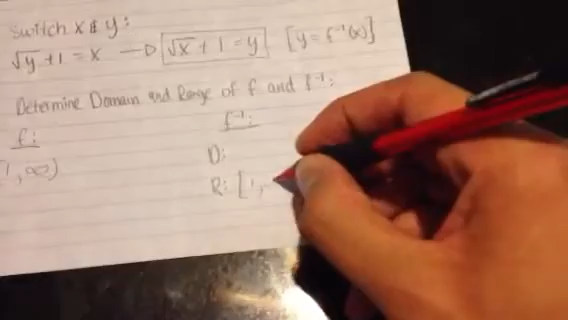 Switch x & y:
√y + 1 = x → √x + 1 = y [y = f⁻¹(x)]
Determine Domain and Range of f and f⁻¹:
f: f⁻¹:
[1, ∞) D:
R: [1,